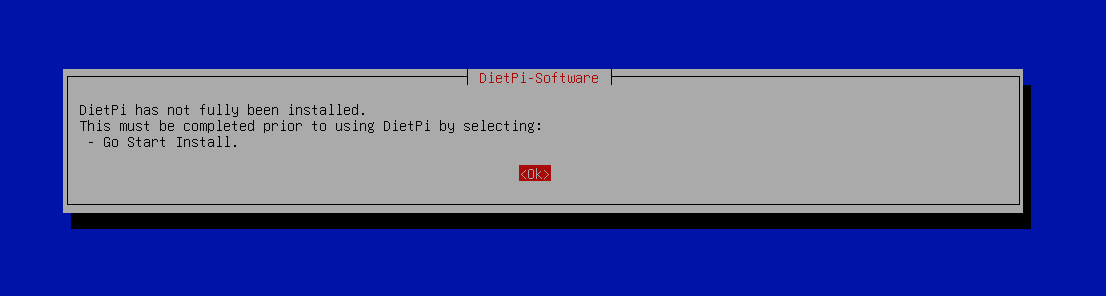 DietPi-Software
DietPi has not fully been installed.
This must be completed prior to using DietPi by selecting:
- Go Start Install.
<Ok>